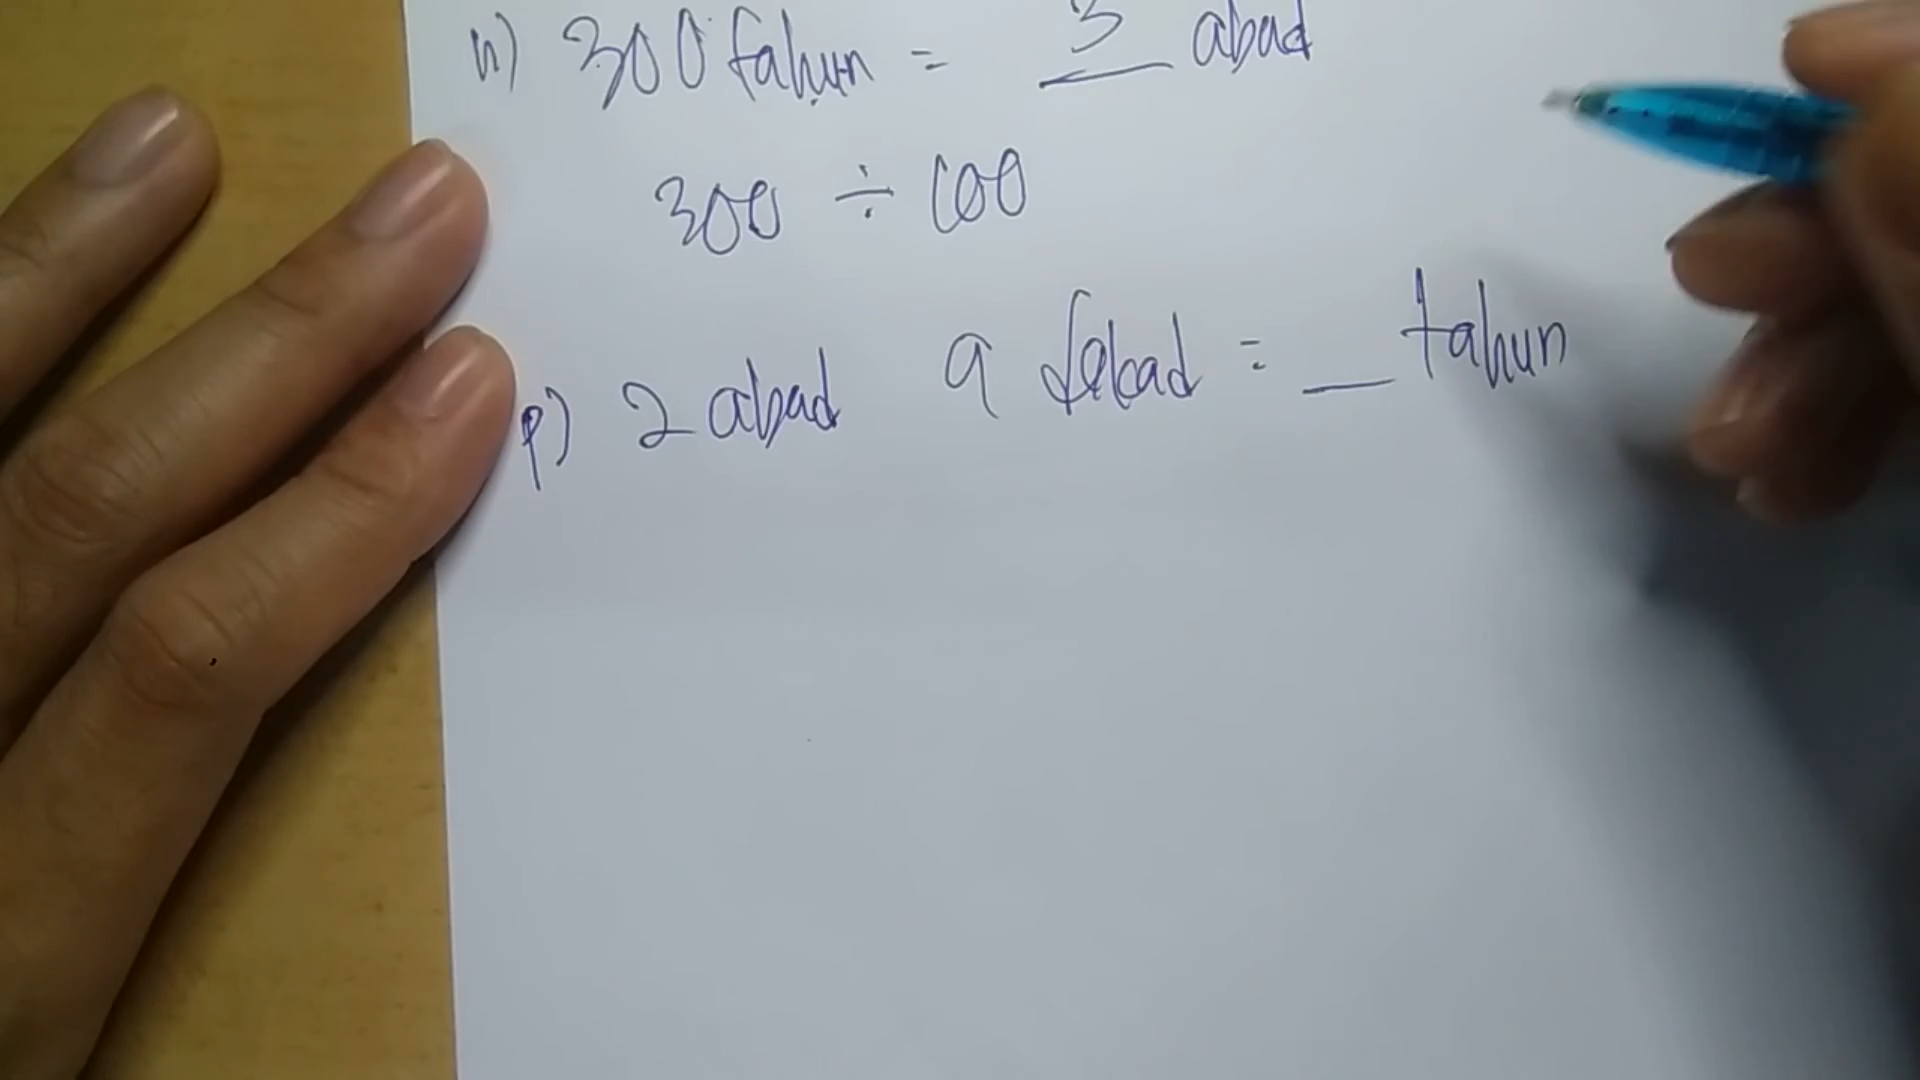 n) 300 tahun = 3 abad
300 ÷ 100
p) 2 abad 9 dekad = __ tahun